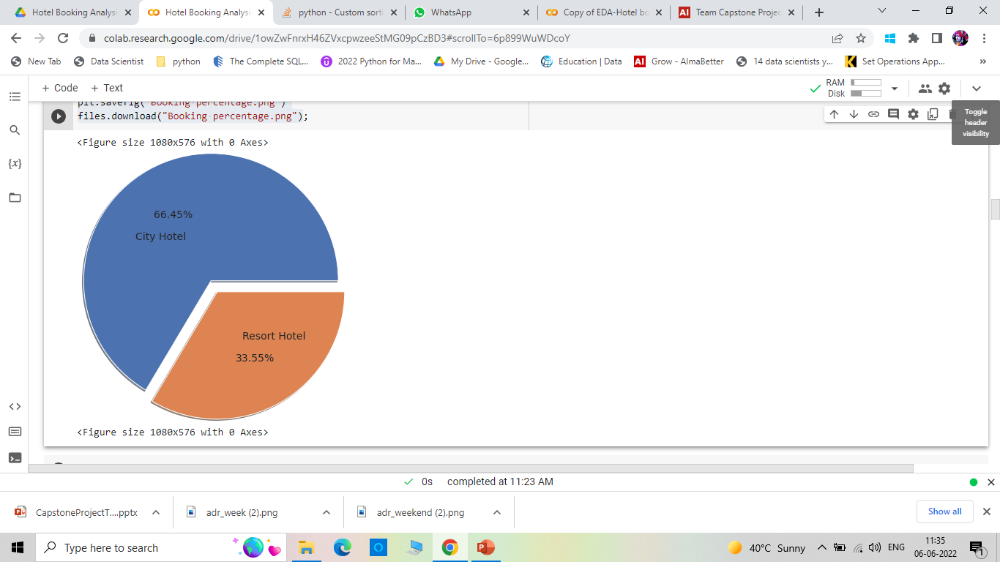 Hotel Booking Analysi
Hotel Booking Analysi
python - Custom sorti
WhatsApp
Copy of EDA-Hotel bo
AI Team Capstone Projec
colab.research.google.com/drive/1owZwFnrxH46ZVxcpwzeeStMG09pCzBD3#scrollTo=6p899WuWDcoY
New Tab
Data Scientist
python
The Complete SQL...
2022 Python for Ma...
My Drive - Google...
Education | Data
AI Grow - AlmaBetter
14 data scientists y...
Set Operations App...
»
+ Code + Text
RAM
Disk
Toggle
header
visibility
plt.savefig("Booking percentage.png")
files.download("Booking percentage.png");
<Figure size 1080x576 with 0 Axes>
66.45%
City Hotel
Resort Hotel
33.55%
<Figure size 1080x576 with 0 Axes>
{x}
0s completed at 11:23 AM
CapstoneProjectT....pptx
adr_week (2).png
adr_weekend (2).png
Show all
Type here to search
40°C Sunny
ENG
11:35
06-06-2022
1